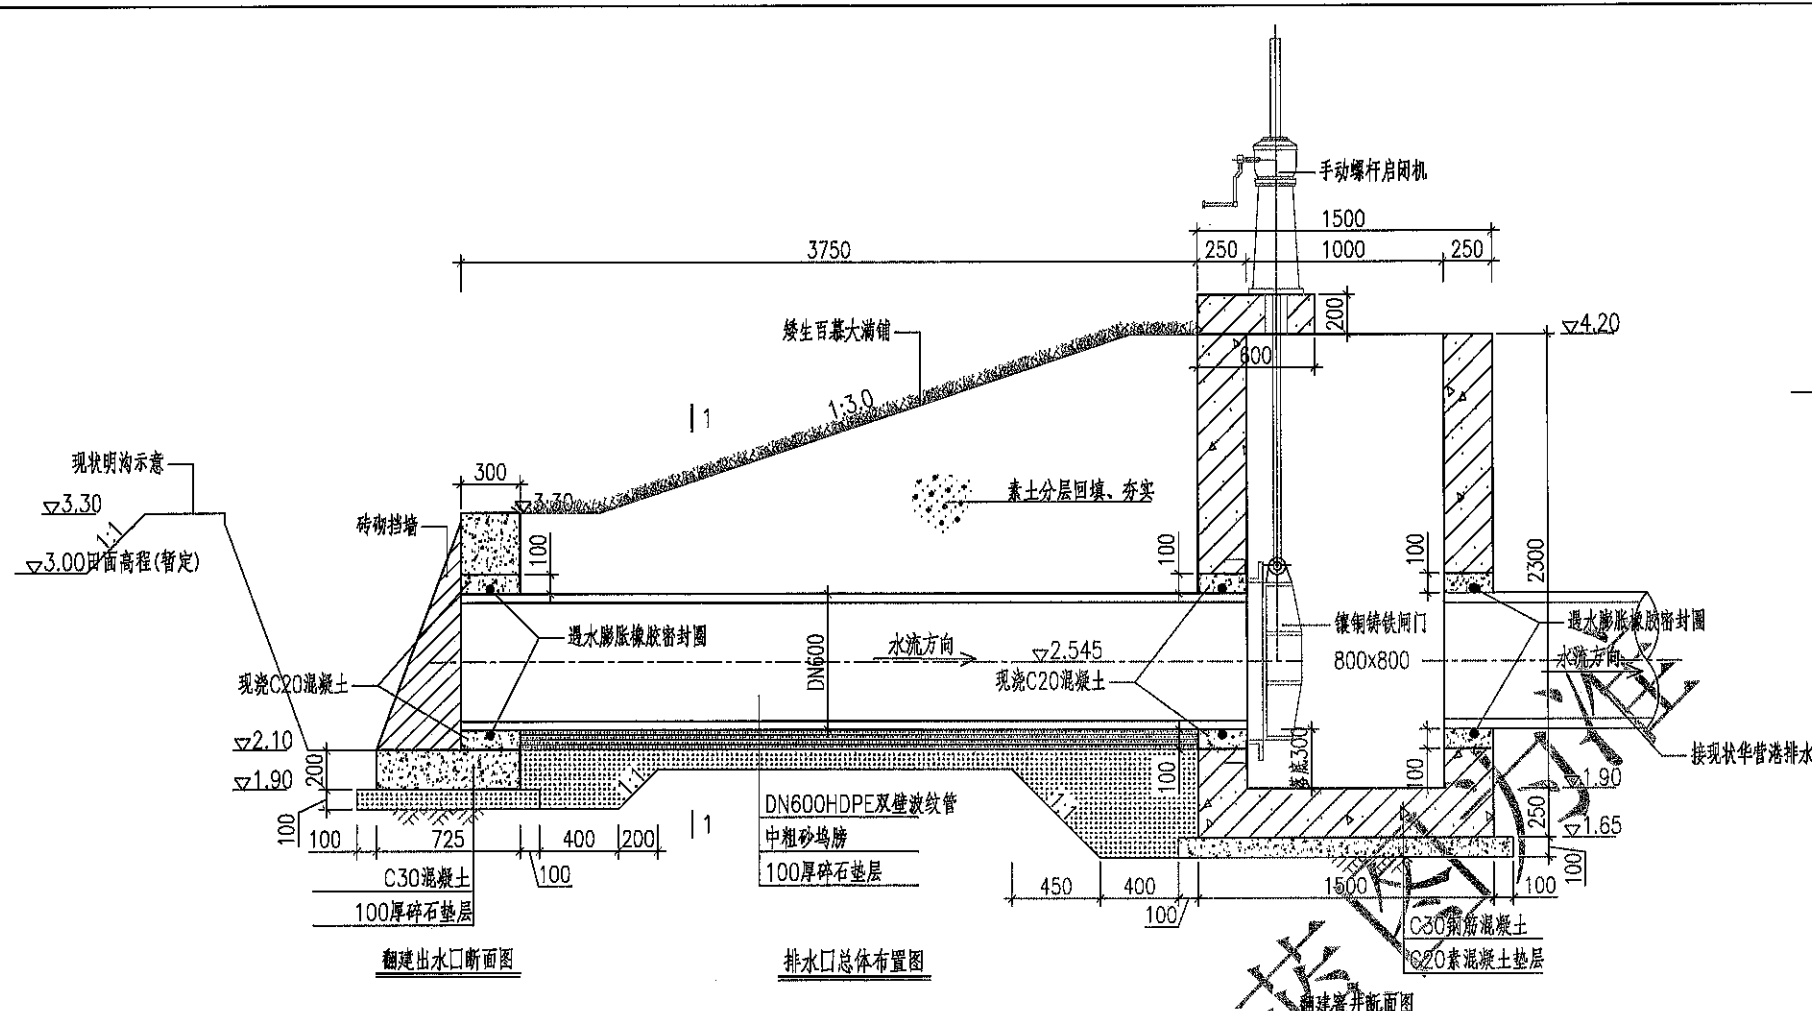 手动螺杆启闭机
1500
3750
250
1000
250
200
▽4.20
矮生百慕大满铺
600
1:3.0
1
现状明沟示意
300
▽3.30
▽3.30
素土分层回填、夯实
砖砌挡墙
1:1
▽3.00田面高程(暂定)
100
100
100
2300
遇水膨胀橡胶密封圈
DN600
水流方向
▽2.545
镶铜铸铁闸门
800x800
遇水膨胀橡胶密封圈
水流方向
现浇C20混凝土
现浇C20混凝土
▽2.10
200
▽1.90
100
落底300
100
100
接现状华营港排水
▽1.90
250
▽1.65
100
1:1
1:1
DN600HDPE双壁波纹管
中粗砂坞膀
100厚碎石垫层
1
100
725
400
200
100
C30混凝土
100厚碎石垫层
450
400
1500
100
100
C30钢筋混凝土
C20素混凝土垫层
翻建出水口断面图
排水口总体布置图
翻建窨井断面图